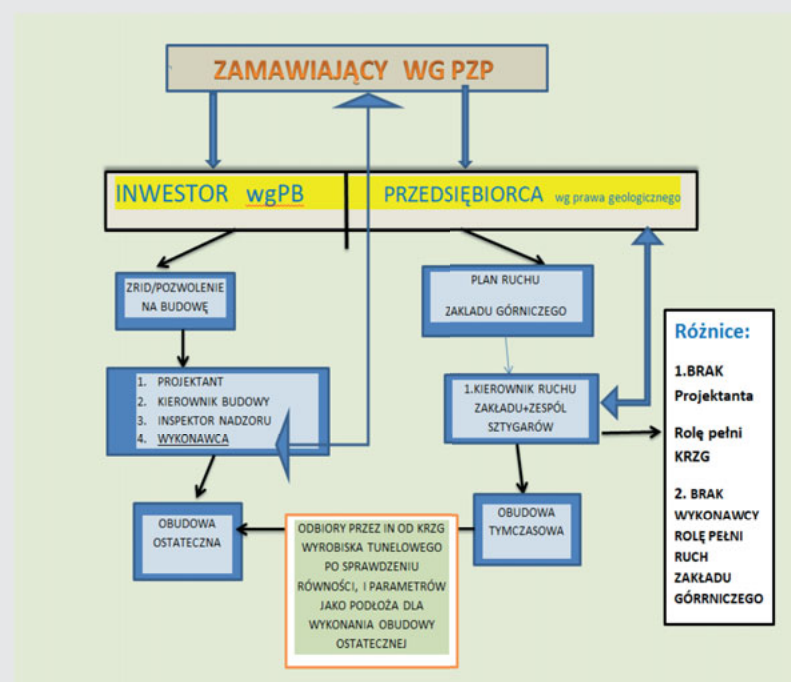 ZAMAWIAJĄCY WG PZP
INWESTOR wgPB
PRZEDSIĘBIORCA wg prawa geologicznego
ZRID/POZWOLENIE
NA BUDOWĘ
PLAN RUCHU
ZAKŁADU GÓRNICZEGO
1. PROJEKTANT
2. KIEROWNIK BUDOWY
3. INSPEKTOR NADZORU
4. WYKONAWCA
1.KIEROWNIK RUCHU
ZAKŁADU+ZESPÓL
SZTYGARÓW
OBUDOWA
OSTATECZNA
ODBIORY PRZEZ IN OD KRZG
WYROBISKA TUNELOWEGO
PO SPRAWDZENIU
RÓWNOŚCI, I PARAMETRÓW
JAKO PODŁOŻA DLA
WYKONANIA OBUDOWY
OSTATECZNEJ
OBUDOWA
TYMCZASOWA
Różnice:
1.BRAK
Projektanta
Rolę pełni
KRZG
2. BRAK
WYKONAWCY
ROLĘ PEŁNI
RUCH
ZAKŁADU
GÓRRNICZEGO